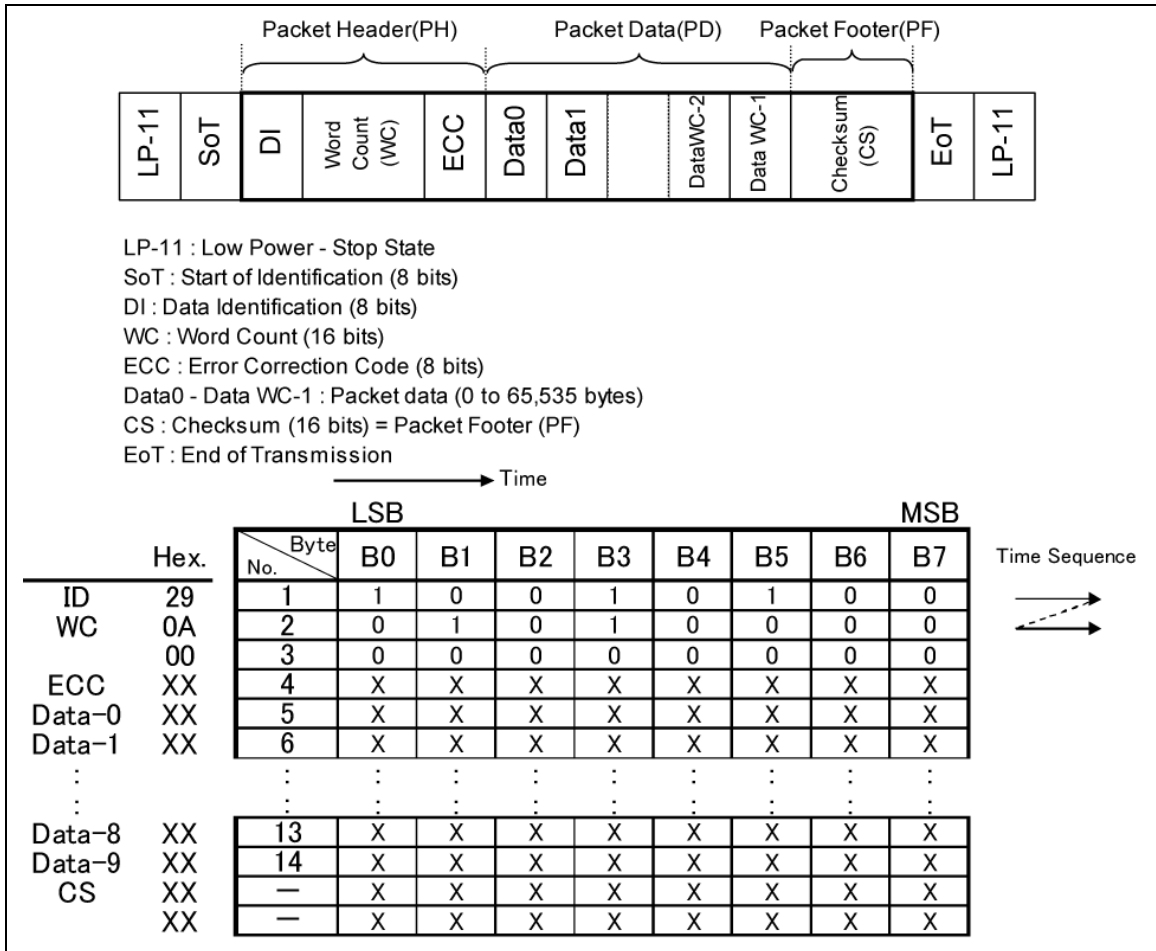 Packet Header(PH) Packet Data(PD) Packet Footer(PF)
LP-11 SoT DI Word Count (WC) ECC Data0 Data1 DataWC-2 Data WC-1 Checksum (CS) EoT LP-11
LP-11 : Low Power - Stop State
SoT : Start of Identification (8 bits)
DI : Data Identification (8 bits)
WC : Word Count (16 bits)
ECC : Error Correction Code (8 bits)
Data0 - Data WC-1 : Packet data (0 to 65,535 bytes)
CS : Checksum (16 bits) = Packet Footer (PF)
EoT : End of Transmission
Time
LSB MSB
Hex. No. Byte B0 B1 B2 B3 B4 B5 B6 B7 Time Sequence
ID 29 1 1 0 0 1 0 1 0 0
WC 0A 2 0 1 0 1 0 0 0 0
00 3 0 0 0 0 0 0 0 0
ECC XX 4 X X X X X X X X
Data-0 XX 5 X X X X X X X X
Data-1 XX 6 X X X X X X X X
: : : : : : : : : :
: : : : : : : : : :
Data-8 XX 13 X X X X X X X X
Data-9 XX 14 X X X X X X X X
CS XX — X X X X X X X X
XX — X X X X X X X X